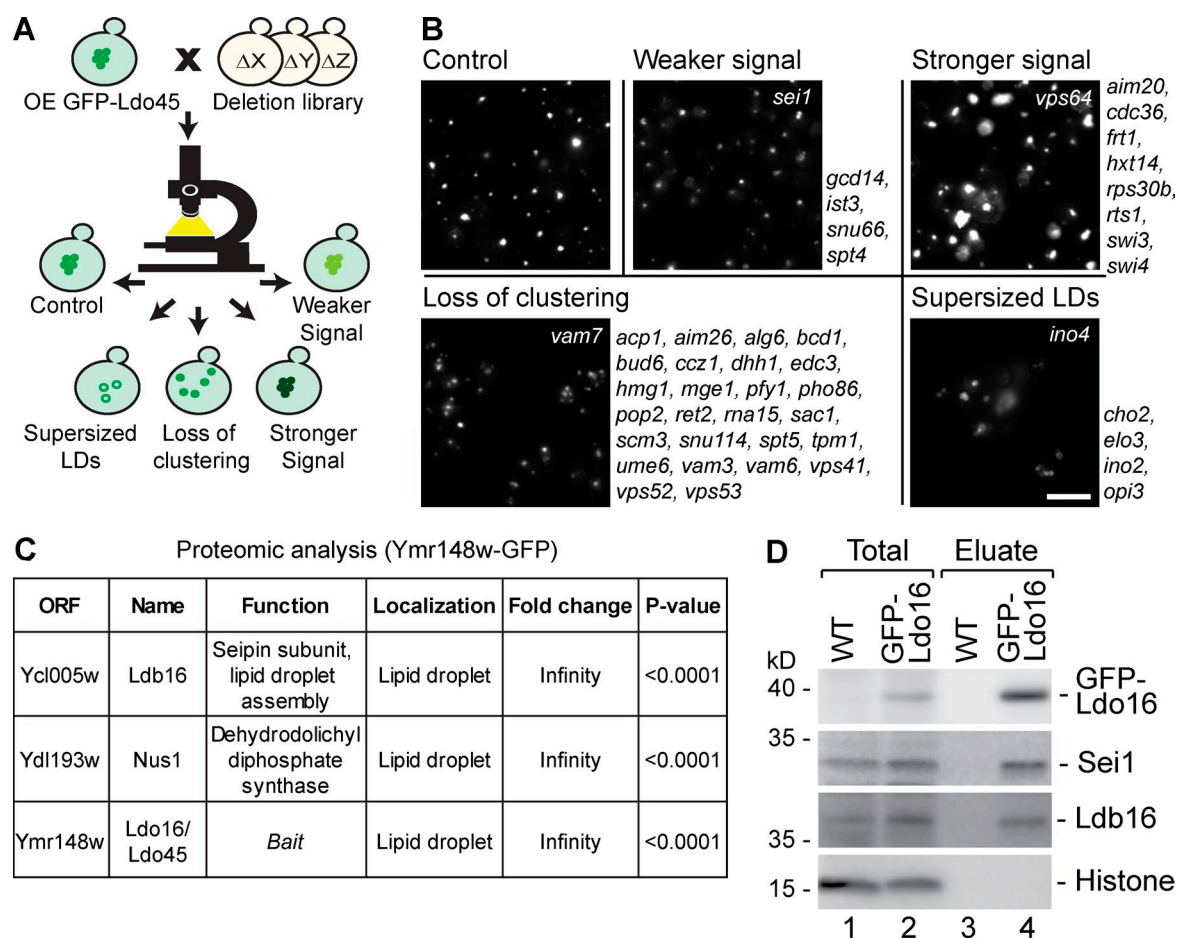 A
OE GFP-Ldo45
X
ΔX ΔY ΔZ
Deletion library
Control
Weaker
Signal
Supersized
LDs
Loss of
clustering
Stronger
Signal
B
Control
Weaker signal
sei1
gcd14,
ist3,
snu66,
spt4
Stronger signal
vps64
aim20,
cdc36,
frt1,
hxt14,
rps30b,
rts1,
swi3,
swi4
Loss of clustering
vam7
acp1, aim26, alg6, bcd1,
bud6, ccz1, dhh1, edc3,
hmg1, mge1, pfy1, pho86,
pop2, ret2, rna15, sac1,
scm3, snu114, spt5, tpm1,
ume6, vam3, vam6, vps41,
vps52, vps53
Supersized LDs
ino4
cho2,
elo3,
ino2,
opi3
C
Proteomic analysis (Ymr148w-GFP)
ORF Name Function Localization Fold change P-value
Ycl005w Ldb16 Seipin subunit, lipid droplet assembly Lipid droplet Infinity <0.0001
Ydl193w Nus1 Dehydrodolichyl diphosphate synthase Lipid droplet Infinity <0.0001
Ymr148w Ldo16/ Ldo45 Bait Lipid droplet Infinity <0.0001
D
Total Eluate
WT
GFP-
Ldo16
WT
GFP-
Ldo16
kD
40 -
- GFP-
Ldo16
35 -
- Sei1
- Ldb16
35 -
15 -
- Histone
1 2 3 4